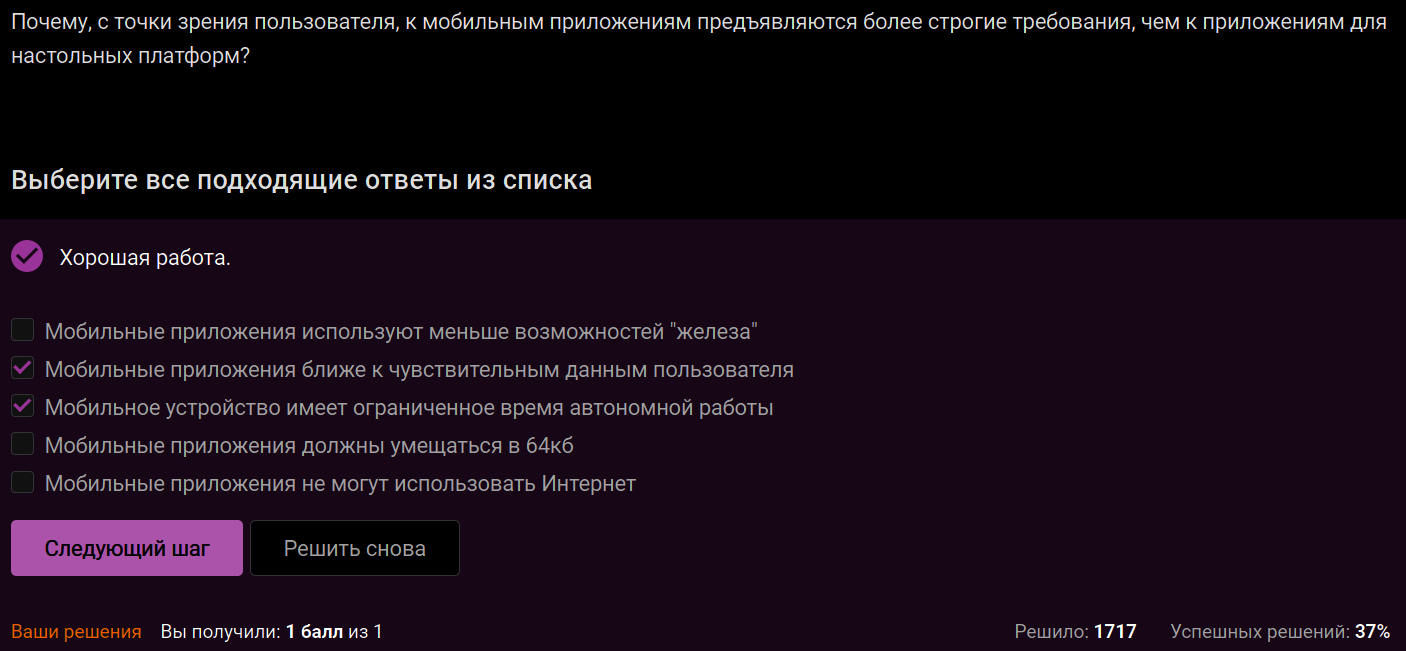 Почему, с точки зрения пользователя, к мобильным приложениям предъявляются более строгие требования, чем к приложениям для
настольных платформ?
Выберите все подходящие ответы из списка
Хорошая работа.
Мобильные приложения используют меньше возможностей "железа"
Мобильные приложения ближе к чувствительным данным пользователя
Мобильное устройство имеет ограниченное время автономной работы
Мобильные приложения должны умещаться в 64кб
Мобильные приложения не могут использовать Интернет
Следующий шаг Решить снова
Ваши решения Вы получили: 1 балл из 1 Решило: 1717 Успешных решений: 37%